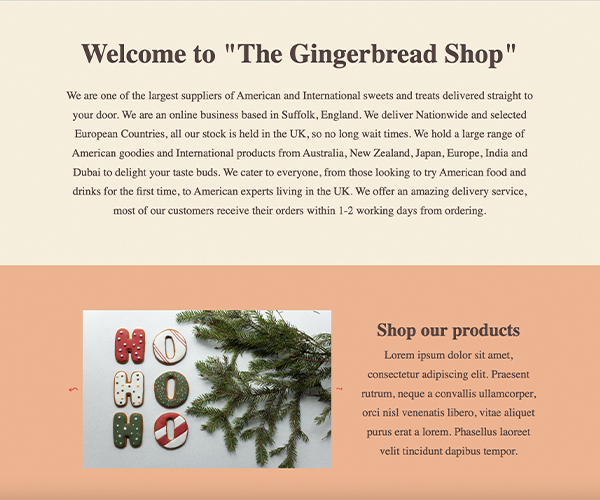 Welcome to "The Gingerbread Shop"
We are one of the largest suppliers of American and International sweets and treats delivered straight to
your door. We are an online business based in Suffolk, England. We deliver Nationwide and selected
European Countries, all our stock is held in the UK, so no long wait times. We hold a large range of
American goodies and International products from Australia, New Zealand, Japan, Europe, India and
Dubai to delight your taste buds. We cater to everyone, from those looking to try American food and
drinks for the first time, to American experts living in the UK. We offer an amazing delivery service,
most of our customers receive their orders within 1-2 working days from ordering.
HO
HO
HO
Shop our products
Lorem ipsum dolor sit amet,
consectetur adipiscing elit. Praesent
rutrum, neque a convallis ullamcorper,
orci nisl venenatis libero, vitae aliquet
purus erat a lorem. Phasellus laoreet
velit tincidunt dapibus tempor.